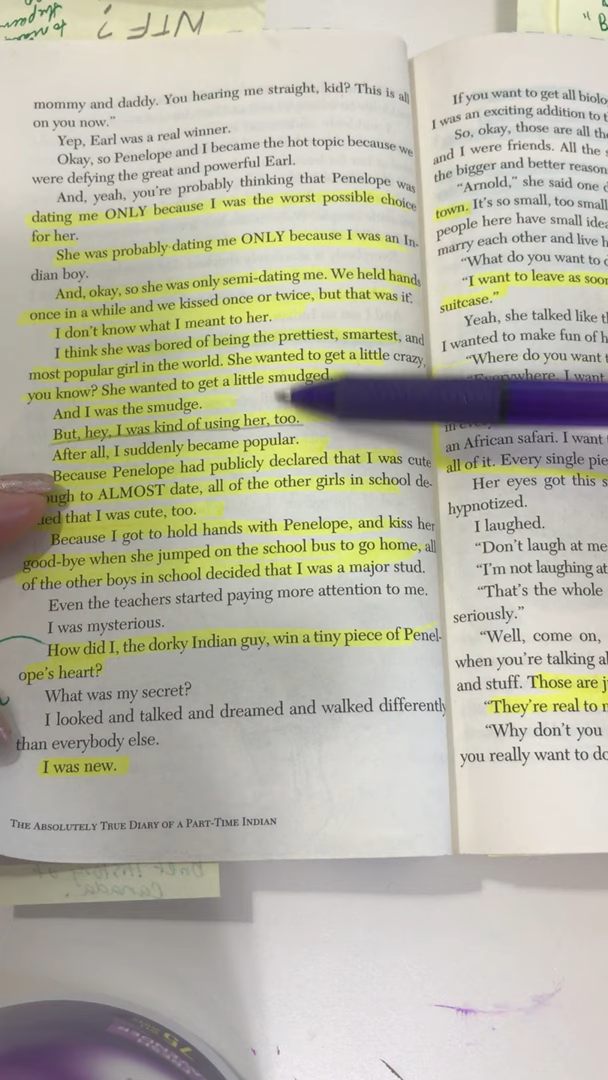 WTF?
mommy and daddy. You hearing me straight, kid? This is all
on you now.”
Yep, Earl was a real winner.
Okay, so Penelope and I became the hot topic because we
were defying the great and powerful Earl.
And, yeah, you’re probably thinking that Penelope was
dating me ONLY because I was the worst possible choice
for her.
She was probably dating me ONLY because I was an In-
dian boy.
And, okay, so she was only semi-dating me. We held hands
once in a while and we kissed once or twice, but that was it.
I don’t know what I meant to her.
I think she was bored of being the prettiest, smartest, and
most popular girl in the world. She wanted to get a little crazy,
you know? She wanted to get a little smudged.
And I was the smudge.
But, hey, I was kind of using her, too.
After all, I suddenly became popular.
Because Penelope had publicly declared that I was cute
ough to ALMOST date, all of the other girls in school de-
ed that I was cute, too.
Because I got to hold hands with Penelope, and kiss her
good-bye when she jumped on the school bus to go home, all
of the other boys in school decided that I was a major stud.
Even the teachers started paying more attention to me.
I was mysterious.
How did I, the dorky Indian guy, win a tiny piece of Penel-
ope’s heart?
What was my secret?
I looked and talked and dreamed and walked differently
than everybody else.
I was new.
THE ABSOLUTELY TRUE DIARY OF A PART-TIME INDIAN
Canada.
75
If you want to get all biolo
I was an exciting addition to t
So, okay, those are all th
and I were friends. All the
the bigger and better reason
“Arnold,” she said one
town. It’s so small, too small
people here have small idea
marry each other and live h
“What do you want to
“I want to leave as soon
suitcase.”
Yeah, she talked like t
I wanted to make fun of h
“Where do you want
“Everywhere. I want
an African safari. I want
all of it. Every single pie
Her eyes got this s
hypnotized.
I laughed.
“Don’t laugh at me
“I’m not laughing at
“That’s the whole
seriously.”
“Well, come on,
when you’re talking a
and stuff. Those are j
“They’re real to
“Why don’t you
you really want to do